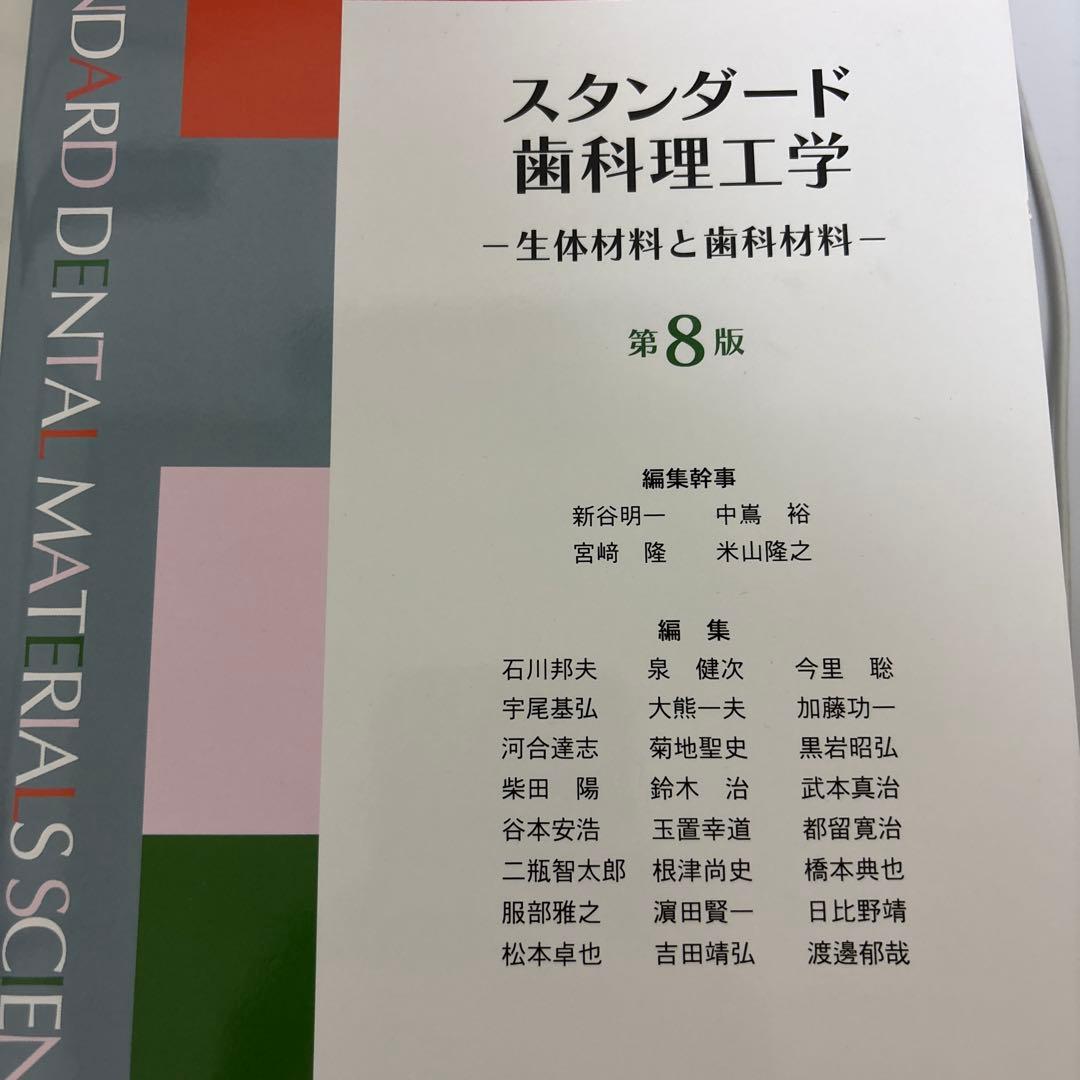 NDARD DENTAL MATERIALS SCIEN
スタンダード
歯科理工学
－生体材料と歯科材料－
第8版
編集幹事
新谷明一　中嶌　裕
宮﨑　隆　米山隆之
編　集
石川邦夫　泉　健次　今里　聡
宇尾基弘　大熊一夫　加藤功一
河合達志　菊地聖史　黒岩昭弘
柴田　陽　鈴木　治　武本真治
谷本安浩　玉置幸道　都留寛治
二瓶智太郎　根津尚史　橋本典也
服部雅之　濵田賢一　日比野靖
松本卓也　吉田靖弘　渡邊郁哉